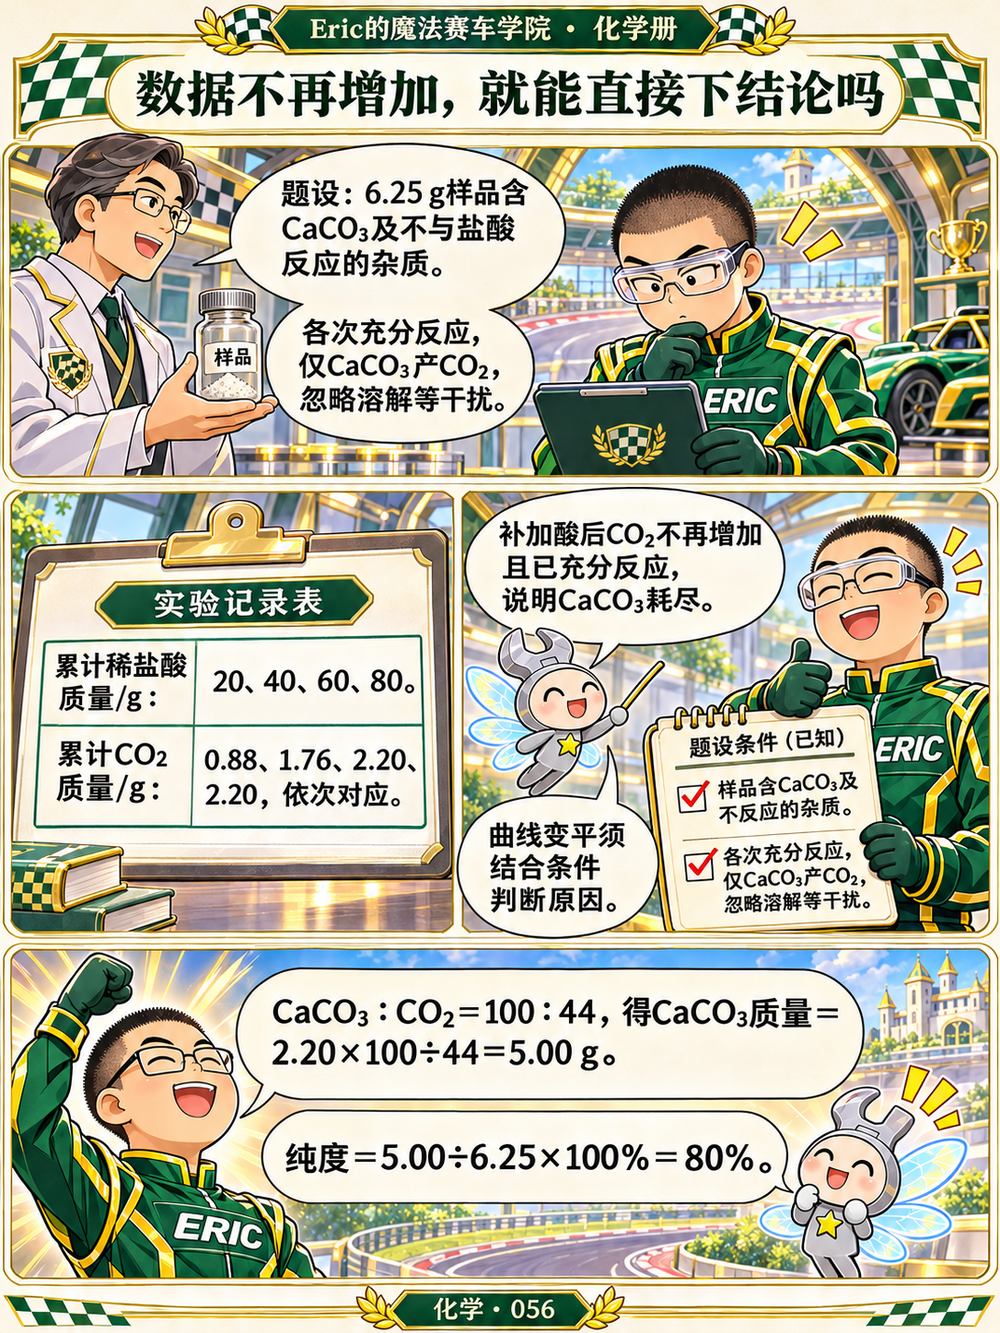 Eric的魔法赛车学院 · 化学册
数据不再增加，就能直接下结论吗
题设：6.25 g样品含
CaCO₃及不与盐酸
反应的杂质。
各次充分反应，
仅CaCO₃产CO₂，
忽略溶解等干扰。
样品
ERIC
实验记录表
累计稀盐酸
质量/g：
20、40、60、80。
累计CO₂
质量/g：
0.88、1.76、2.20、
2.20，依次对应。
补加酸后CO₂不再增加
且已充分反应，
说明CaCO₃耗尽。
曲线变平须
结合条件
判断原因。
题设条件（已知）
样品含CaCO₃及
不反应的杂质。
各次充分反应，
仅CaCO₃产CO₂，
忽略溶解等干扰。
ERIC
CaCO₃：CO₂＝100：44，得CaCO₃质量＝
2.20×100÷44＝5.00 g。
纯度＝5.00÷6.25×100%＝80%。
ERIC
化学 · 056